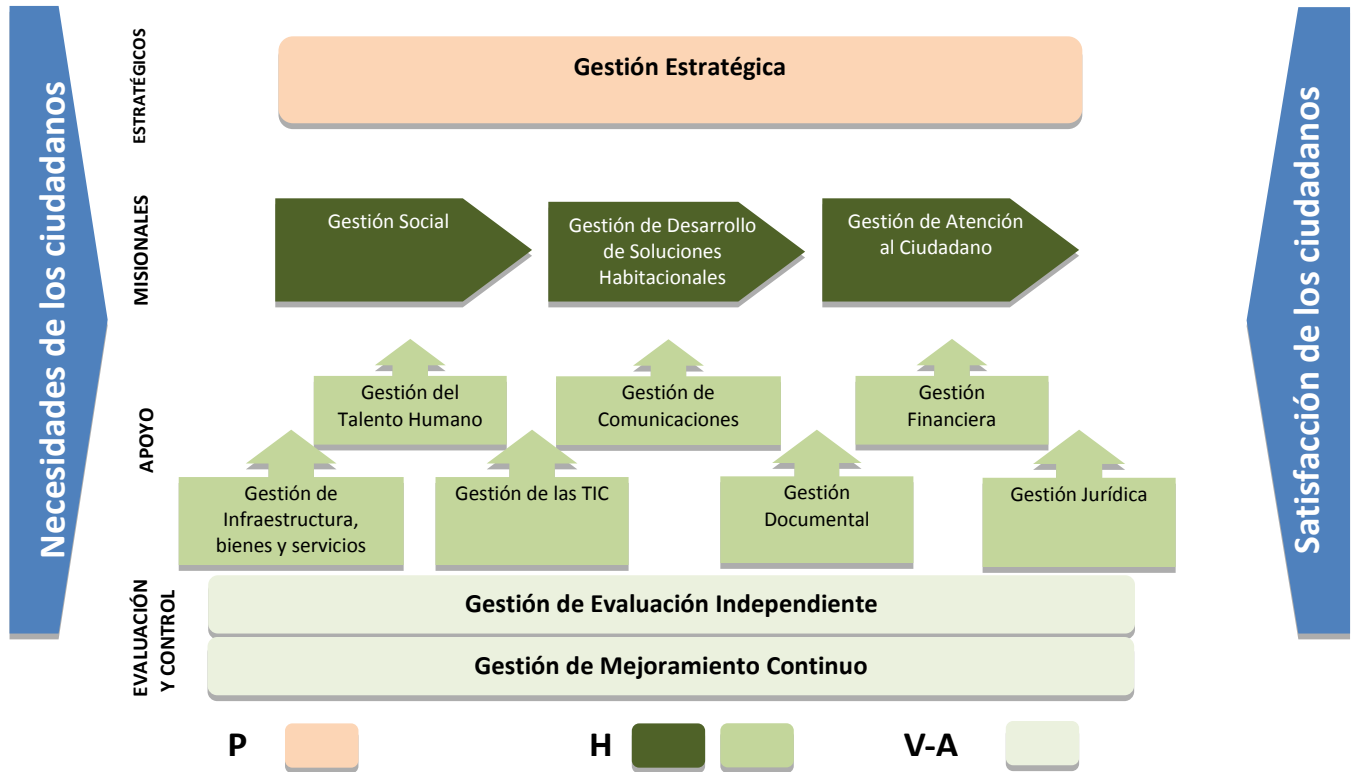 Necesidades de los ciudadanos
ESTRATÉGICOS
Gestión Estratégica
MISIONALES
Gestión Social
Gestión de Desarrollo
de Soluciones
Habitacionales
Gestión de Atención
al Ciudadano
APOYO
Gestión del
Talento Humano
Gestión de
Comunicaciones
Gestión
Financiera
Gestión de
Infraestructura,
bienes y servicios
Gestión de las TIC
Gestión
Documental
Gestión Jurídica
EVALUACIÓN
Y CONTROL
Gestión de Evaluación Independiente
Gestión de Mejoramiento Continuo
Satisfacción de los ciudadanos
P
H
V-A